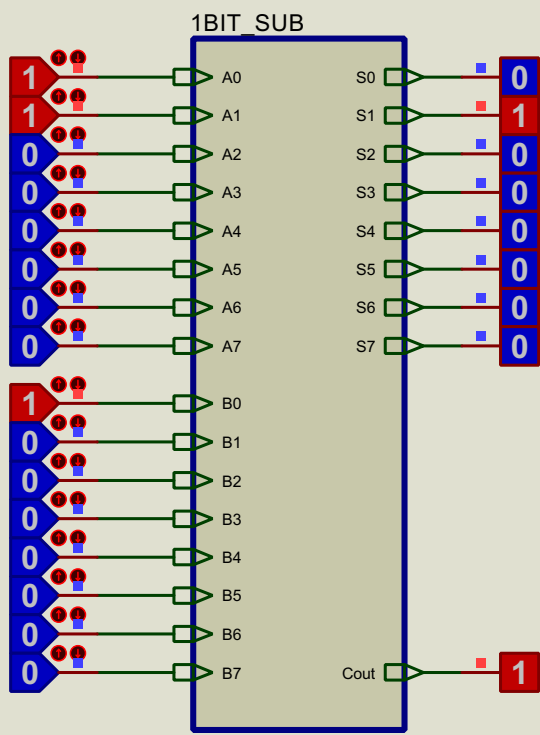 1BIT_SUB
1 A0 S0 0
1 A1 S1 1
0 A2 S2 0
0 A3 S3 0
0 A4 S4 0
0 A5 S5 0
0 A6 S6 0
0 A7 S7 0
1 B0
0 B1
0 B2
0 B3
0 B4
0 B5
0 B6
0 B7 Cout 1